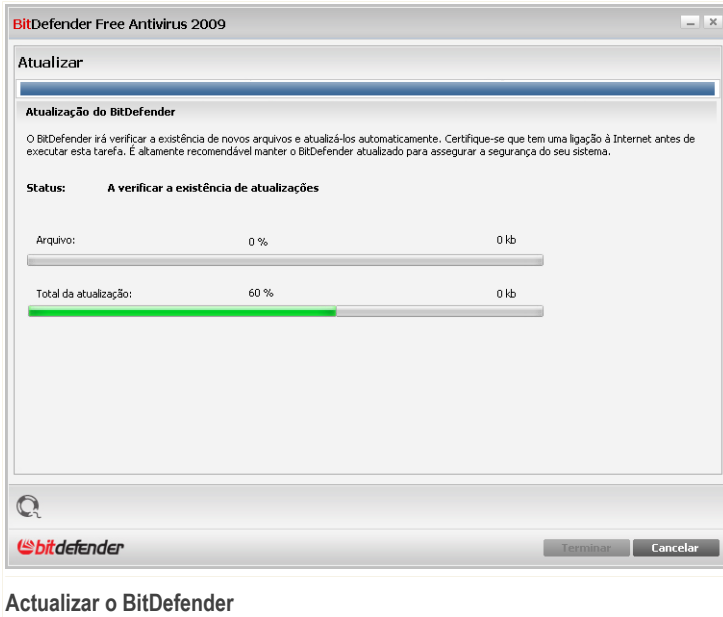 BitDefender Free Antivirus 2009
Atualizar
Atualização do BitDefender
O BitDefender irá verificar a existência de novos arquivos e atualizá-los automaticamente. Certifique-se que tem uma ligação à Internet antes de
executar esta tarefa. É altamente recomendável manter o BitDefender atualizado para assegurar a segurança do seu sistema.
Status: A verificar a existência de atualizações
Arquivo: 0 % 0 kb
Total da atualização: 60 % 0 kb
bitdefender
Terminar Cancelar
Actualizar o BitDefender